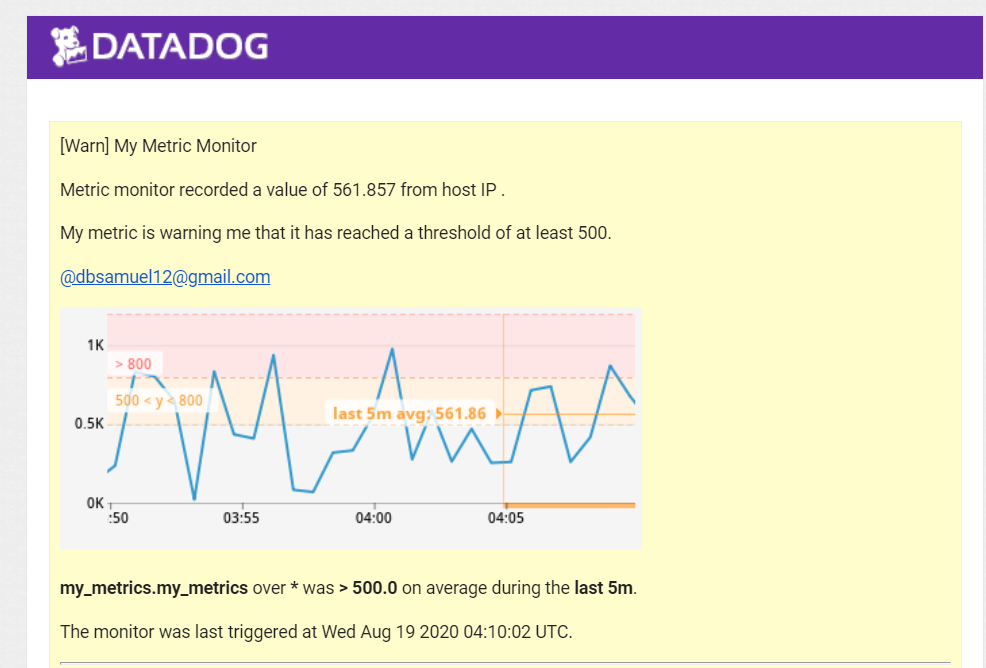 DATADOG
[Warn] My Metric Monitor
Metric monitor recorded a value of 561.857 from host IP .
My metric is warning me that it has reached a threshold of at least 500.
@dbsamuel12@gmail.com
1K
> 800
500 < y < 800
last 5m avg: 561.86
0.5K
0K
:50 03:55 04:00 04:05
my_metrics.my_metrics over * was > 500.0 on average during the last 5m.
The monitor was last triggered at Wed Aug 19 2020 04:10:02 UTC.